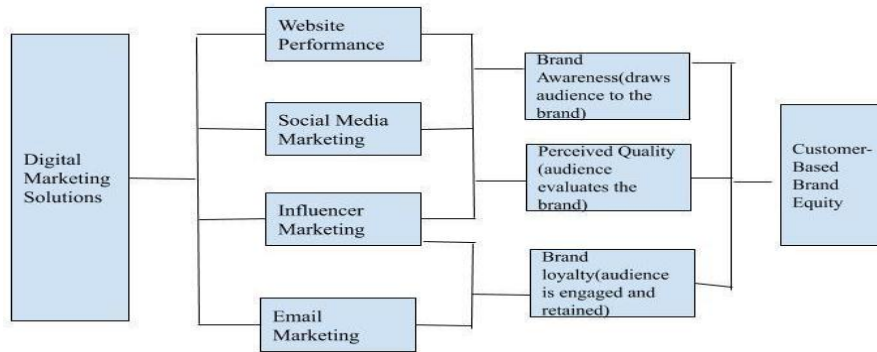 Digital
Marketing
Solutions
Website
Performance
Social Media
Marketing
Influencer
Marketing
Email
Marketing
Brand
Awareness(draws
audience to the
brand)
Perceived Quality
(audience
evaluates the
brand)
Brand
loyalty(audience
is engaged and
retained)
Customer-
Based
Brand
Equity